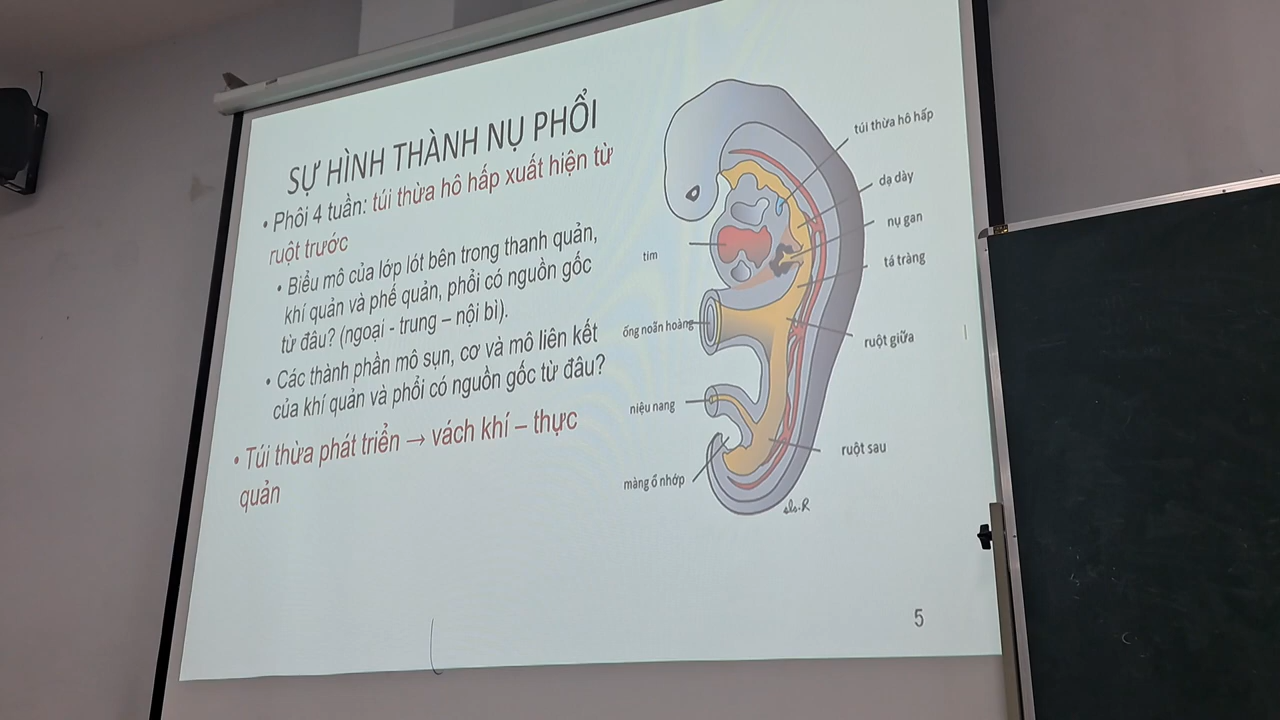 SỰ HÌNH THÀNH NỤ PHỔI
• Phôi 4 tuần: túi thừa hô hấp xuất hiện từ
ruột trước
• Biểu mô của lớp lót bên trong thanh quản,
khí quản và phế quản, phổi có nguồn gốc
từ đâu? (ngoại - trung – nội bì).
• Các thành phần mô sụn, cơ và mô liên kết
của khí quản và phổi có nguồn gốc từ đâu?
• Túi thừa phát triển → vách khí – thực
quản
túi thừa hô hấp
dạ dày
nụ gan
tá tràng
ruột giữa
ruột sau
tim
ống noãn hoàng
niệu nang
màng ổ nhớp
5